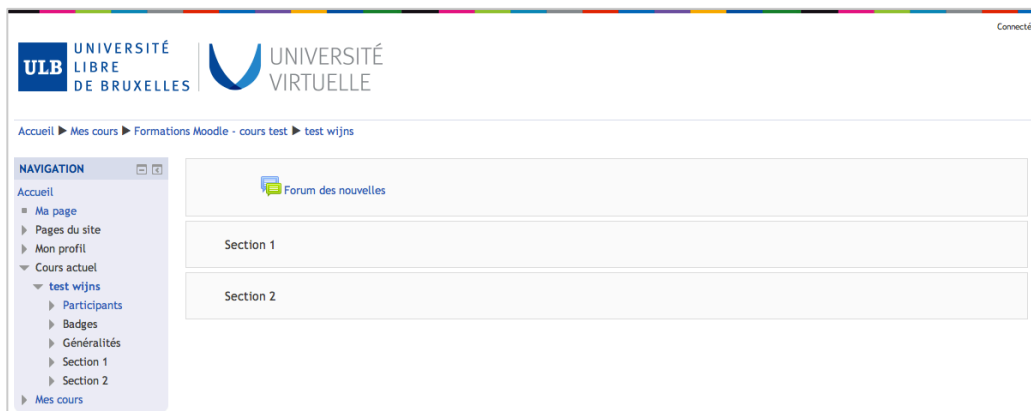 Connecté
ULB
UNIVERSITÉ
LIBRE
DE BRUXELLES
UNIVERSITÉ
VIRTUELLE
Accueil ▶ Mes cours ▶ Formations Moodle - cours test ▶ test wijns
NAVIGATION
Accueil
Ma page
Pages du site
Mon profil
Cours actuel
test wijns
Participants
Badges
Généralités
Section 1
Section 2
Mes cours
Forum des nouvelles
Section 1
Section 2